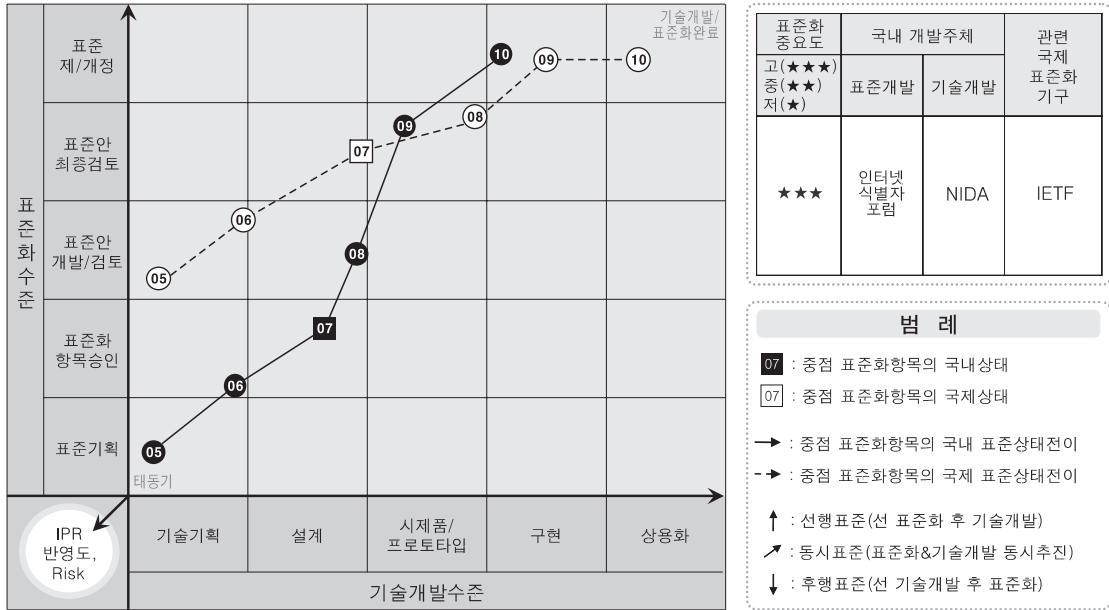 기술개발/
표준화완료
표준
제/개정
표준안
최종검토
표준안
개발/검토
표준화
항목승인
표준기획
표준화수준
10
09
10
09
08
07
06
08
05
07
06
05
태동기
IPR
반영도,
Risk
기술기획
설계
시제품/
프로토타입
구현
상용화
기술개발수준
표준화
중요도
국내 개발주체
관련
국제
표준화
기구
고(★★★)
중(★★)
저(★)
표준개발
기술개발
★★★
인터넷
식별자
포럼
NIDA
IETF
범 례
07 : 중점 표준화항목의 국내상태
07 : 중점 표준화항목의 국제상태
: 중점 표준화항목의 국내 표준상태전이
: 중점 표준화항목의 국제 표준상태전이
: 선행표준(선 표준화 후 기술개발)
: 동시표준(표준화&기술개발 동시추진)
: 후행표준(선 기술개발 후 표준화)